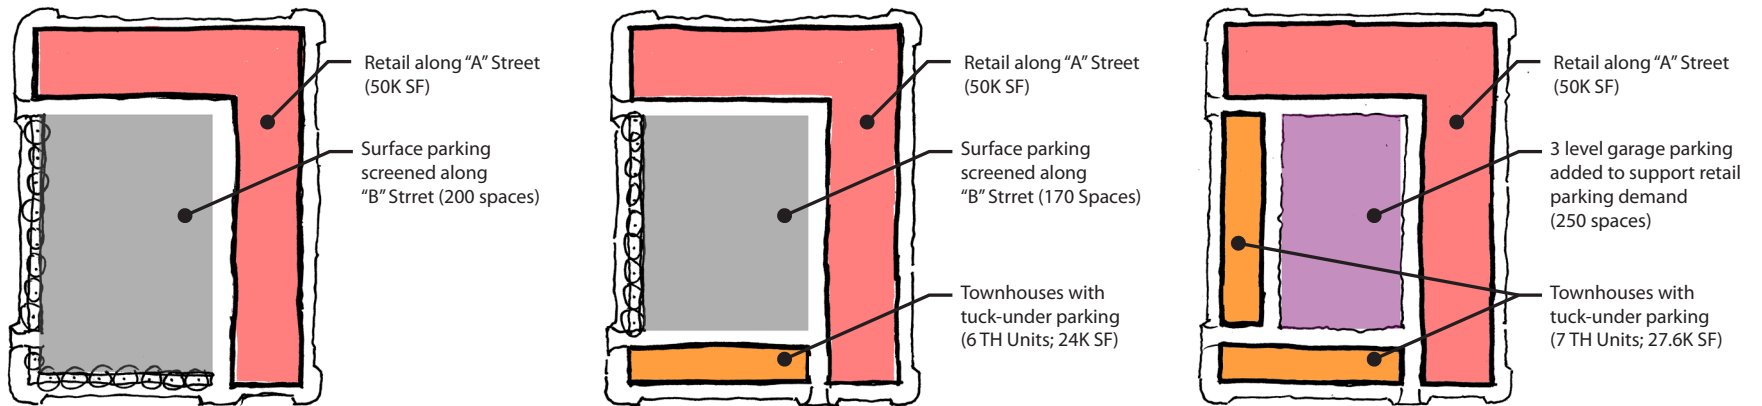 Retail along “A” Street
(50K SF)
Surface parking
screened along
“B” Strret (200 spaces)
Retail along “A” Street
(50K SF)
Surface parking
screened along
“B” Strret (170 Spaces)
Townhouses with
tuck-under parking
(6 TH Units; 24K SF)
Retail along “A” Street
(50K SF)
3 level garage parking
added to support retail
parking demand
(250 spaces)
Townhouses with
tuck-under parking
(7 TH Units; 27.6K SF)